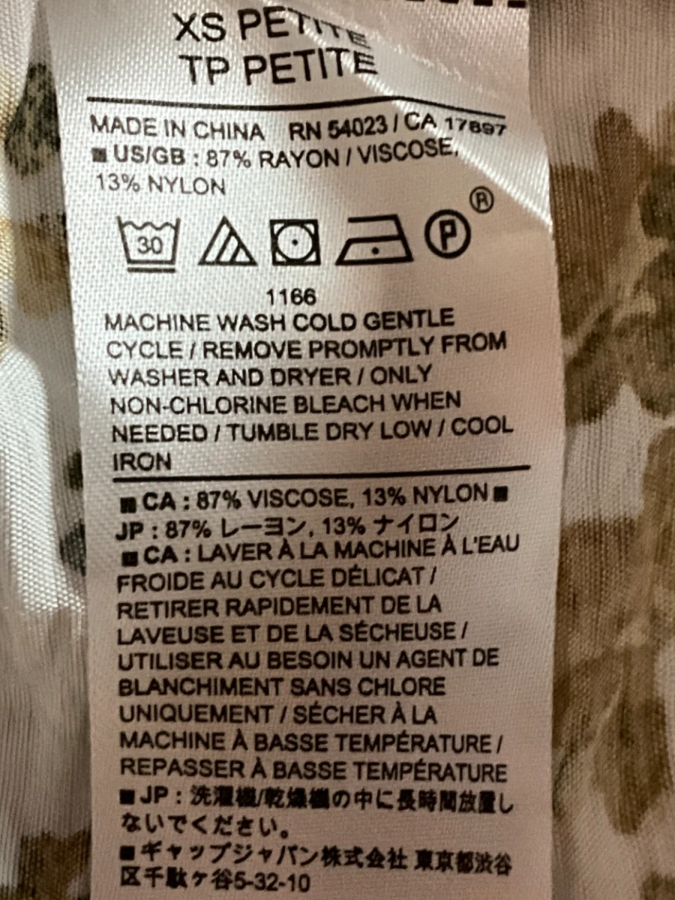 XS PETITE
TP PETITE
MADE IN CHINA RN 54023 / CA 17897
■ US/GB : 87% RAYON / VISCOSE,
13% NYLON
30 P ®
1166
MACHINE WASH COLD GENTLE
CYCLE / REMOVE PROMPTLY FROM
WASHER AND DRYER / ONLY
NON-CHLORINE BLEACH WHEN
NEEDED / TUMBLE DRY LOW / COOL
IRON
■ CA : 87% VISCOSE, 13% NYLON ■
JP : 87% レーヨン, 13% ナイロン
■ CA : LAVER À LA MACHINE À L'EAU
FROIDE AU CYCLE DÉLICAT /
RETIRER RAPIDEMENT DE LA
LAVEUSE ET DE LA SÉCHEUSE /
UTILISER AU BESOIN UN AGENT DE
BLANCHIMENT SANS CHLORE
UNIQUEMENT / SÉCHER À LA
MACHINE À BASSE TEMPÉRATURE /
REPASSER À BASSE TEMPÉRATURE
■ JP : 洗濯機/乾燥機の中に長時間放置し
ないでください。
■ ギャップジャパン株式会社 東京都渋谷
区千駄ヶ谷5-32-10